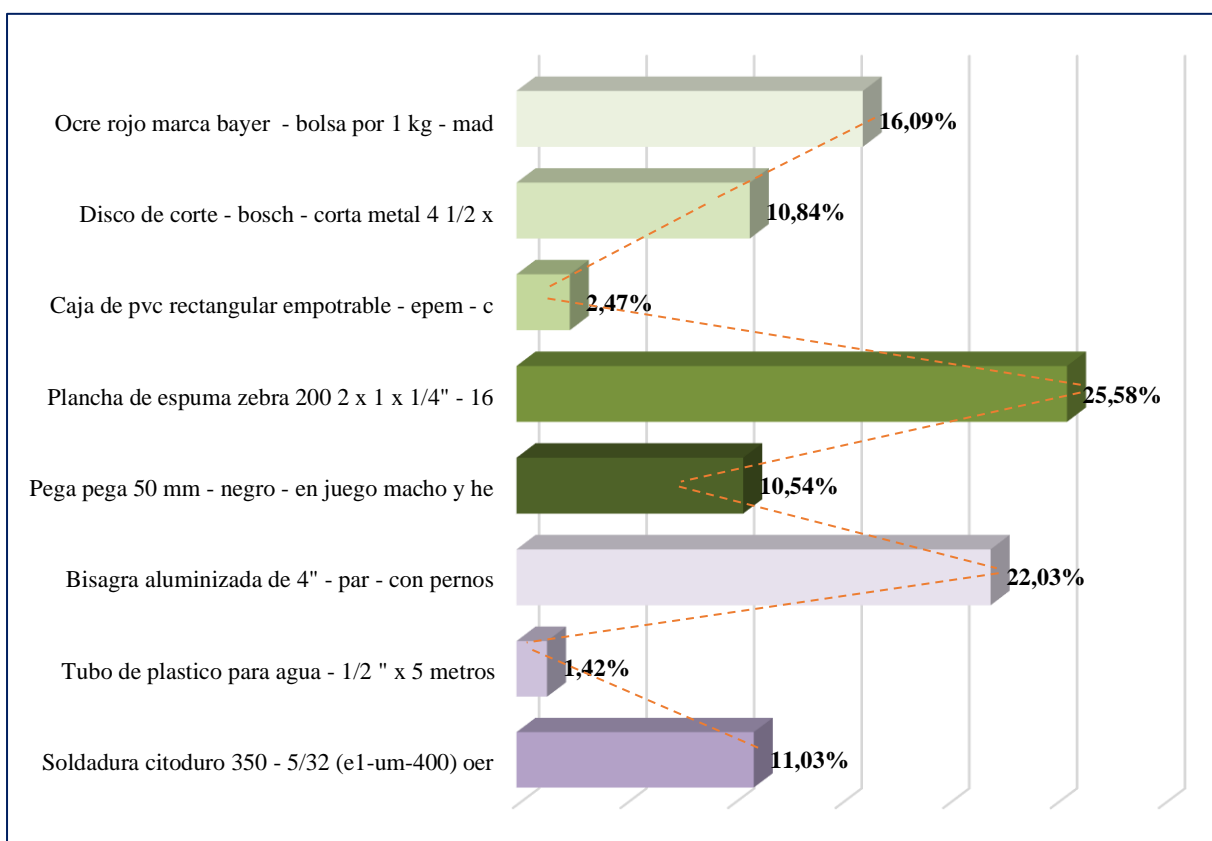 Ocre rojo marca bayer - bolsa por 1 kg - mad
16,09%
Disco de corte - bosch - corta metal 4 1/2 x
10,84%
Caja de pvc rectangular empotrable - epem - c
2,47%
Plancha de espuma zebra 200 2 x 1 x 1/4" - 16
25,58%
Pega pega 50 mm - negro - en juego macho y he
10,54%
Bisagra aluminizada de 4" - par - con pernos
22,03%
Tubo de plastico para agua - 1/2 " x 5 metros
1,42%
Soldadura citoduro 350 - 5/32 (e1-um-400) oer
11,03%